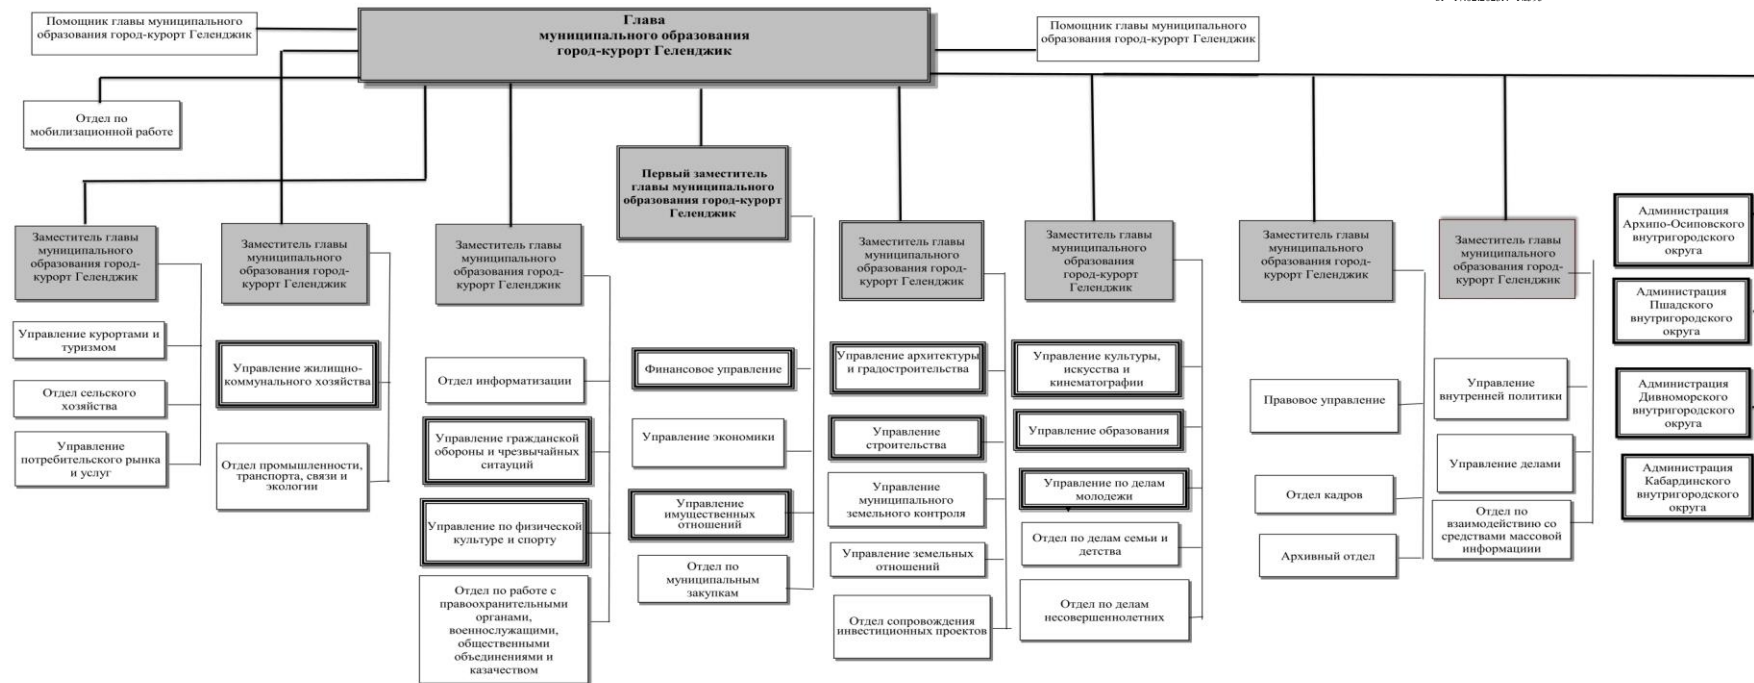 Помощник главы муниципального
образования город-курорт Геленджик
Глава
муниципального образования
город-курорт Геленджик
Помощник главы муниципального
образования город-курорт Геленджик
Отдел по
мобилизационной работе
Первый заместитель
главы муниципального
образования город-курорт
Геленджик
Заместитель главы
муниципального
образования город-
курорт Геленджик
Управление курортами и
туризмом
Отдел сельского
хозяйства
Управление
потребительского рынка
и услуг
Заместитель главы
муниципального
образования город-
курорт Геленджик
Управление жилищно-
коммунального хозяйства
Отдел промышленности,
транспорта, связи и
экологии
Заместитель главы
муниципального
образования город-
курорт Геленджик
Отдел информатизации
Управление гражданской
обороны и чрезвычайных
ситауций
Управление по физической
культуре и спорту
Отдел по работе с
правоохранительными
органами,
военнослужащими,
общественными
объединениями и
казачеством
Финансовое управление
Управление экономики
Управление
имущественных
отношений
Отдел по
муниципальным
закупкам
Заместитель главы
муниципального
образования город-
курорт Геленджик
Управление архитектуры
и градостроительства
Управление
строительства
Управление
муниципального
земельного контроля
Управление земельных
отношений
Отдел сопровождения
инвестиционных проектов
Заместитель главы
муниципального
образования
город-курорт
Геленджик
Управление культуры,
искусства и
кинематографии
Управление образования
Управление по делам
молодежи
Отдел по делам семьи и
детства
Отдел по делам
несовершеннолетних
Заместитель главы
муниципального
образования город-
курорт Геленджик
Правовое управление
Отдел кадров
Архивный отдел
Заместитель главы
муниципального
образования город-
курорт Геленджик
Управление
внутренней политики
Управление делами
Отдел по
взаимодействию со
средствами массовой
информациии
Администрация
Архипо-Осиповского
внутригородского
округа
Администрация
Пшадского
внутригородского
округа
Администрация
Дивноморского
внутригородского
округа
Администрация
Кабардинского
внутригородского
округа